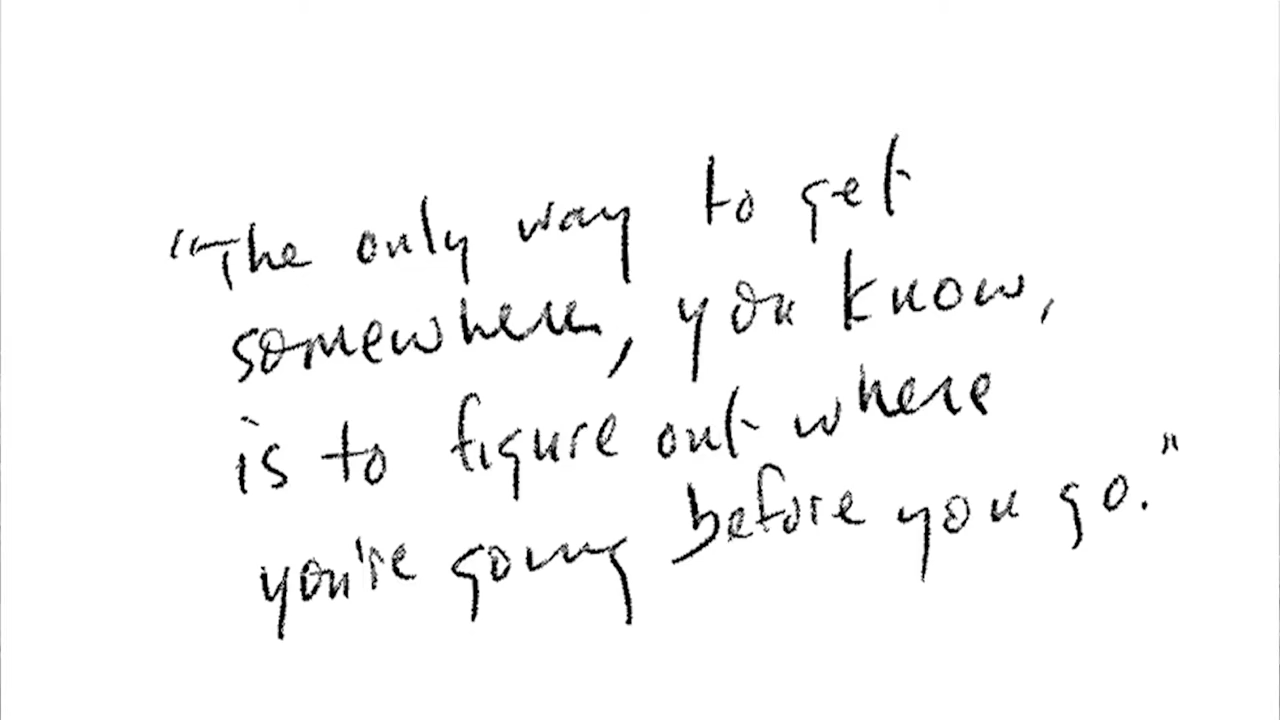 "The only way to get
somewhere, you know,
is to figure out where
you're going before you go."